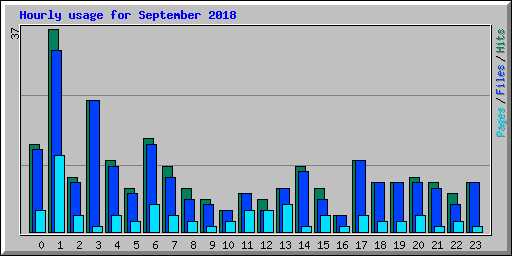 Hourly usage for September 2018
37
Pages / Files / Hits
0 1 2 3 4 5 6 7 8 9 10 11 12 13 14 15 16 17 18 19 20 21 22 23